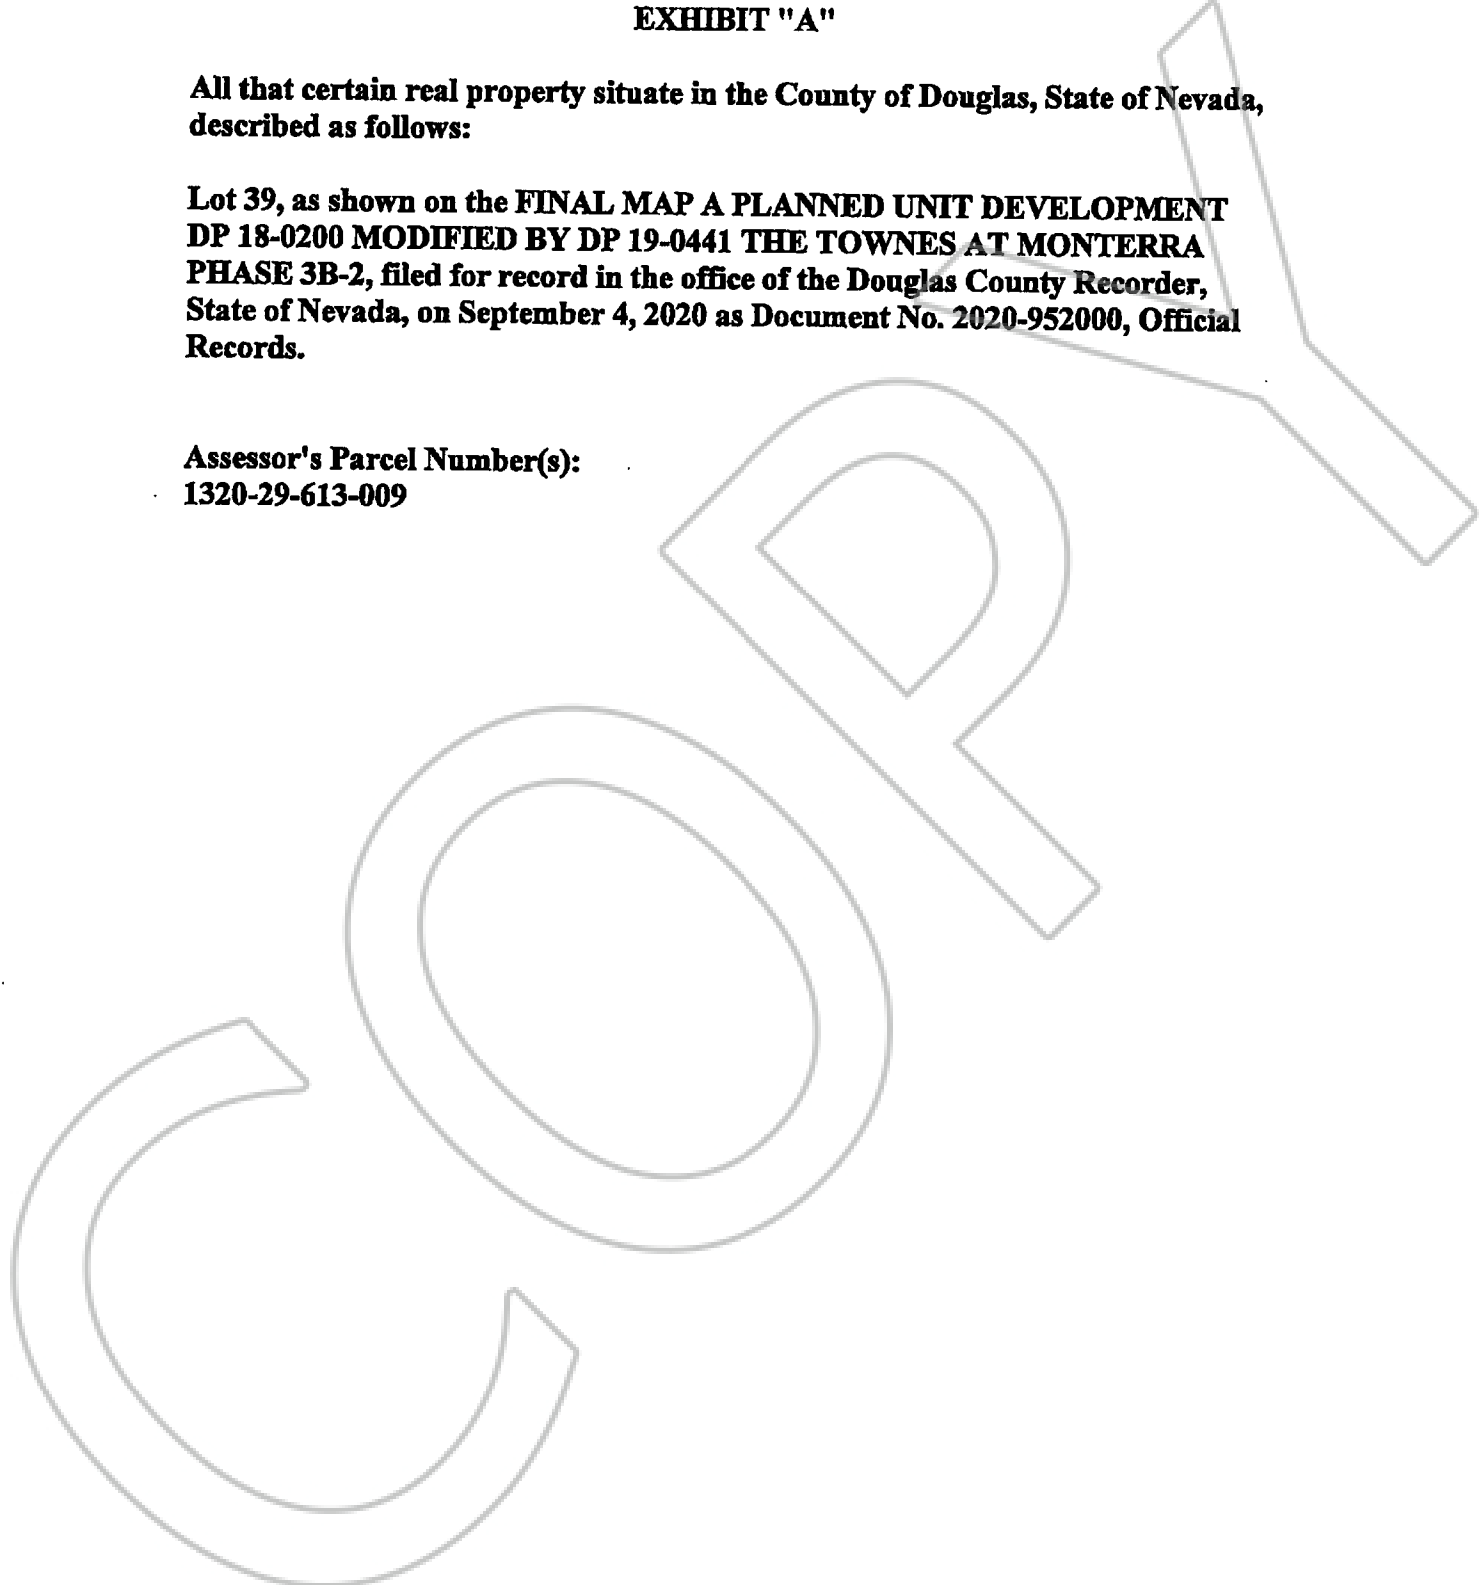 EXHIBIT "A"
All that certain real property situate in the County of Douglas, State of Nevada,
described as follows:
Lot 39, as shown on the FINAL MAP A PLANNED UNIT DEVELOPMENT
DP 18-0200 MODIFIED BY DP 19-0441 THE TOWNES AT MONTERRA
PHASE 3B-2, filed for record in the office of the Douglas County Recorder,
State of Nevada, on September 4, 2020 as Document No. 2020-952000, Official
Records.
Assessor's Parcel Number(s):
1320-29-613-009
COPY